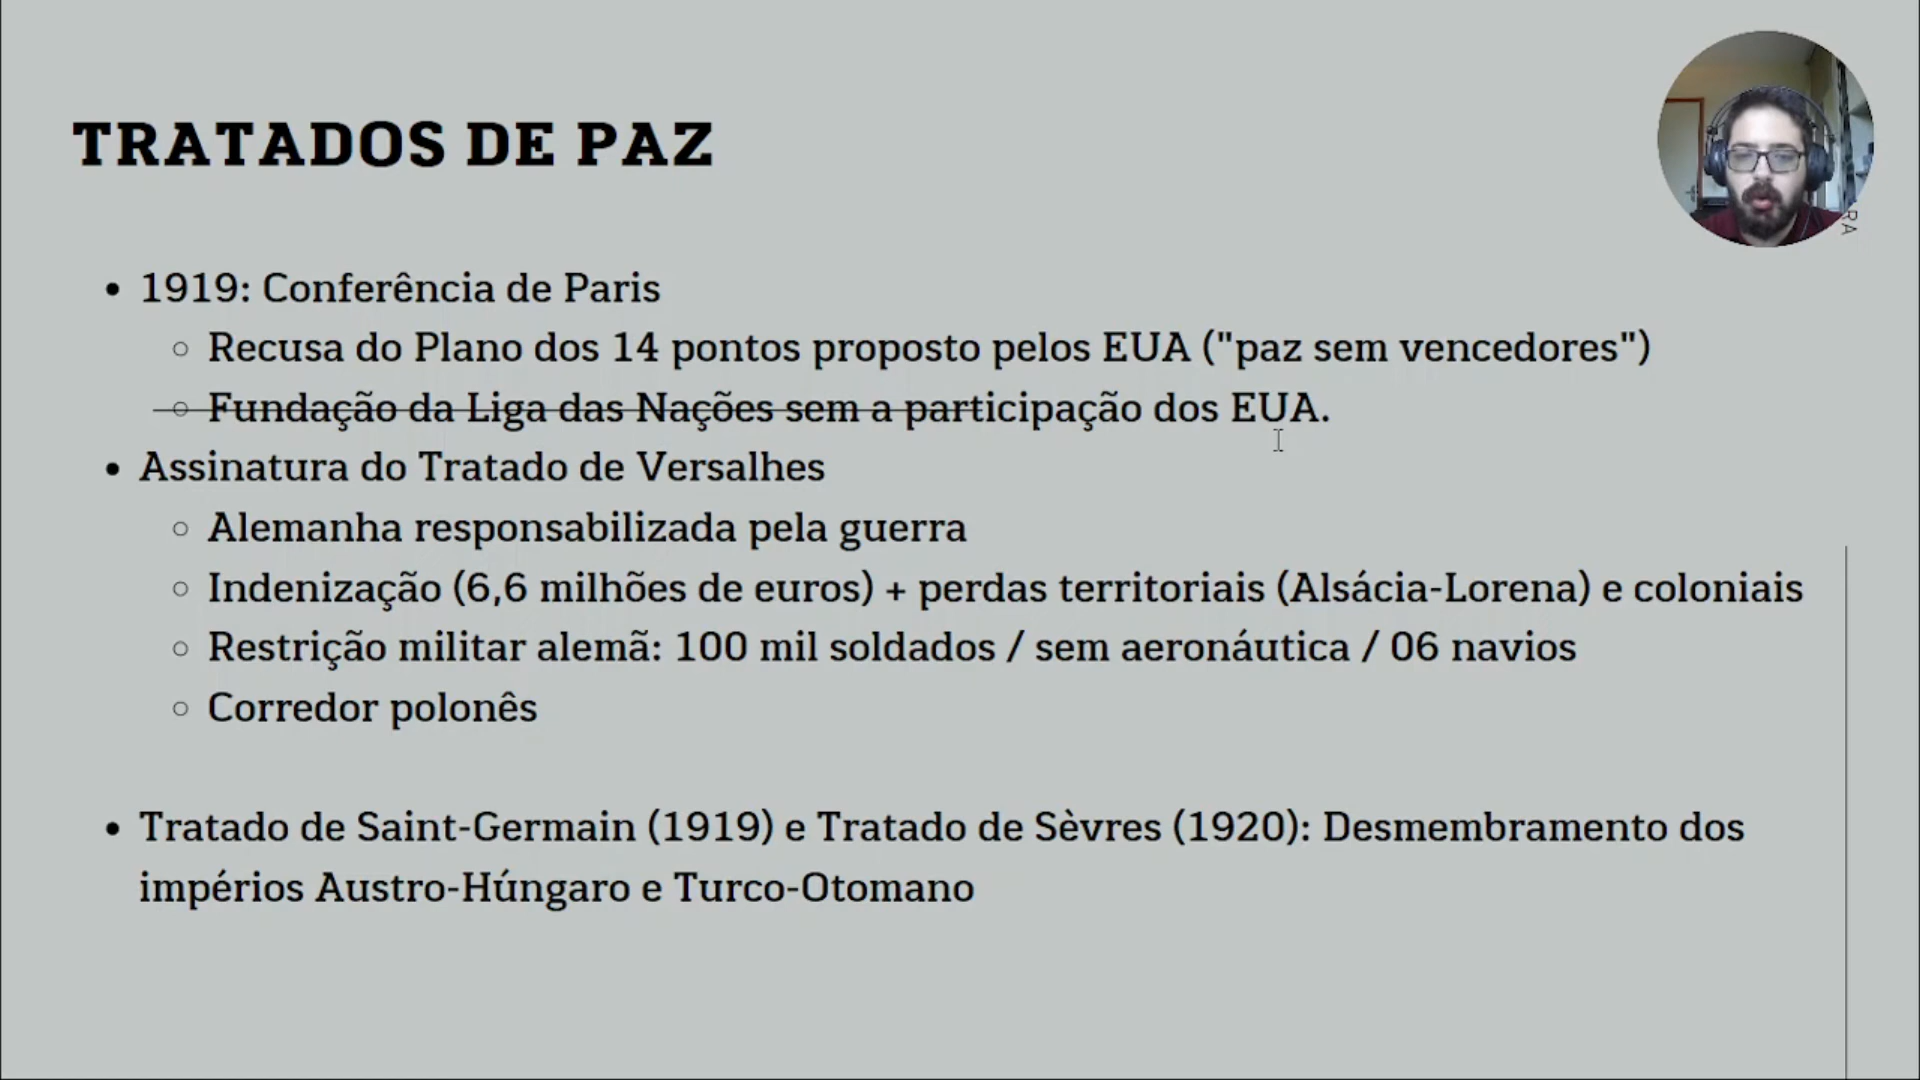 TRATADOS DE PAZ
RA
1919: Conferência de Paris
Recusa do Plano dos 14 pontos proposto pelos EUA ("paz sem vencedores")
Fundação da Liga das Nações sem a participação dos EUA.
Assinatura do Tratado de Versalhes
Alemanha responsabilizada pela guerra
Indenização (6,6 milhões de euros) + perdas territoriais (Alsácia-Lorena) e coloniais
Restrição militar alemã: 100 mil soldados / sem aeronáutica / 06 navios
Corredor polonês
Tratado de Saint-Germain (1919) e Tratado de Sèvres (1920): Desmembramento dos
impérios Austro-Húngaro e Turco-Otomano